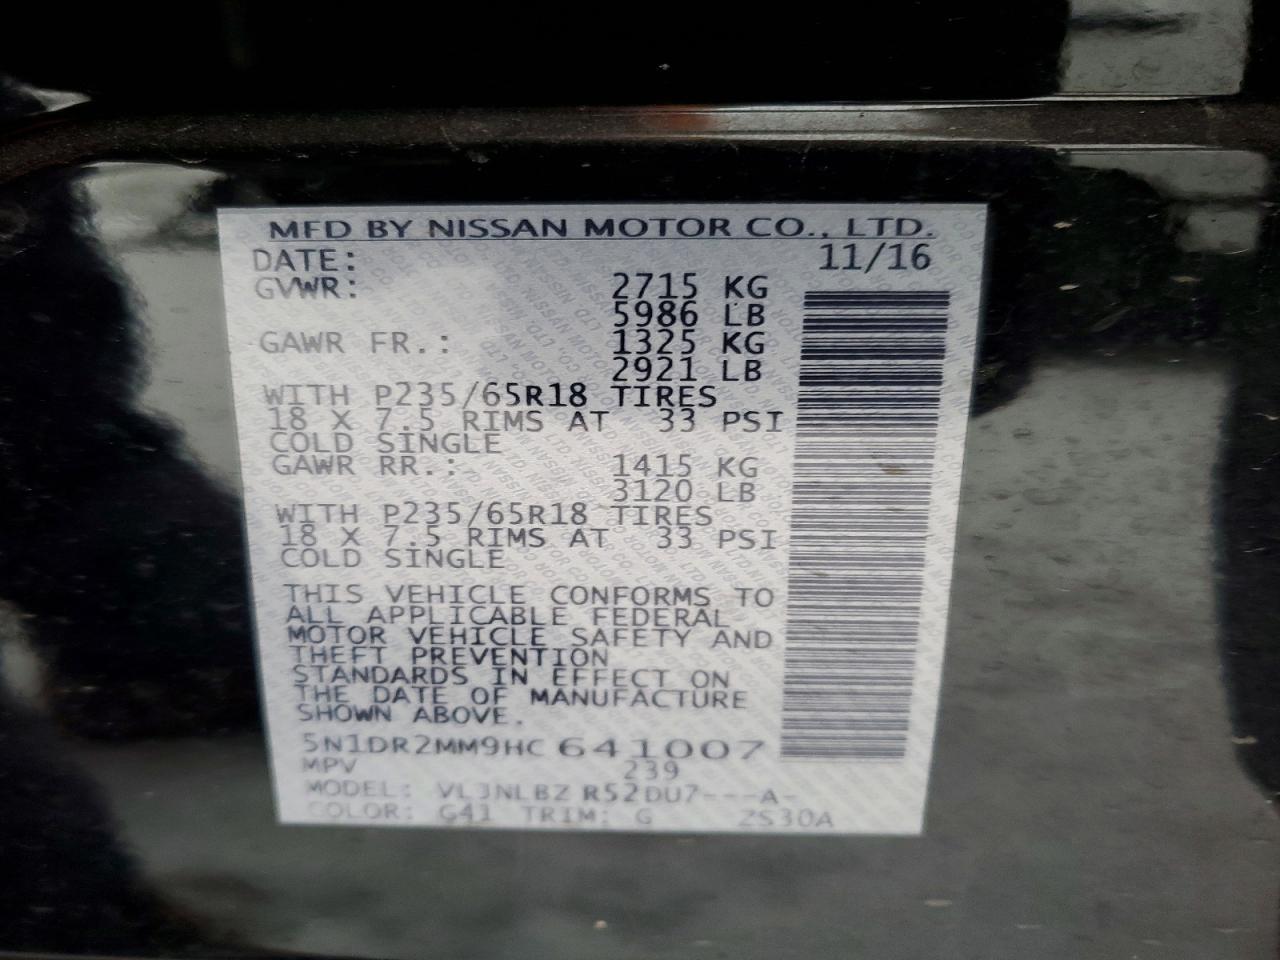 MFD BY NISSAN MOTOR CO., LTD.
DATE: 11/16
GVWR: 2715 KG
5986 LB
GAWR FR.: 1325 KG
2921 LB
WITH P235/65R18 TIRES
18 X 7.5 RIMS AT 33 PSI
COLD SINGLE
GAWR RR.: 1415 KG
3120 LB
WITH P235/65R18 TIRES
18 X 7.5 RIMS AT 33 PSI
COLD SINGLE
THIS VEHICLE CONFORMS TO
ALL APPLICABLE FEDERAL
MOTOR VEHICLE SAFETY AND
THEFT PREVENTION
STANDARDS IN EFFECT ON
THE DATE OF MANUFACTURE
SHOWN ABOVE.
5N1DR2MM9HC641007
MPV 239
MODEL: R52DU7---A-
COLOR: G41 TRIM: G ZS30A